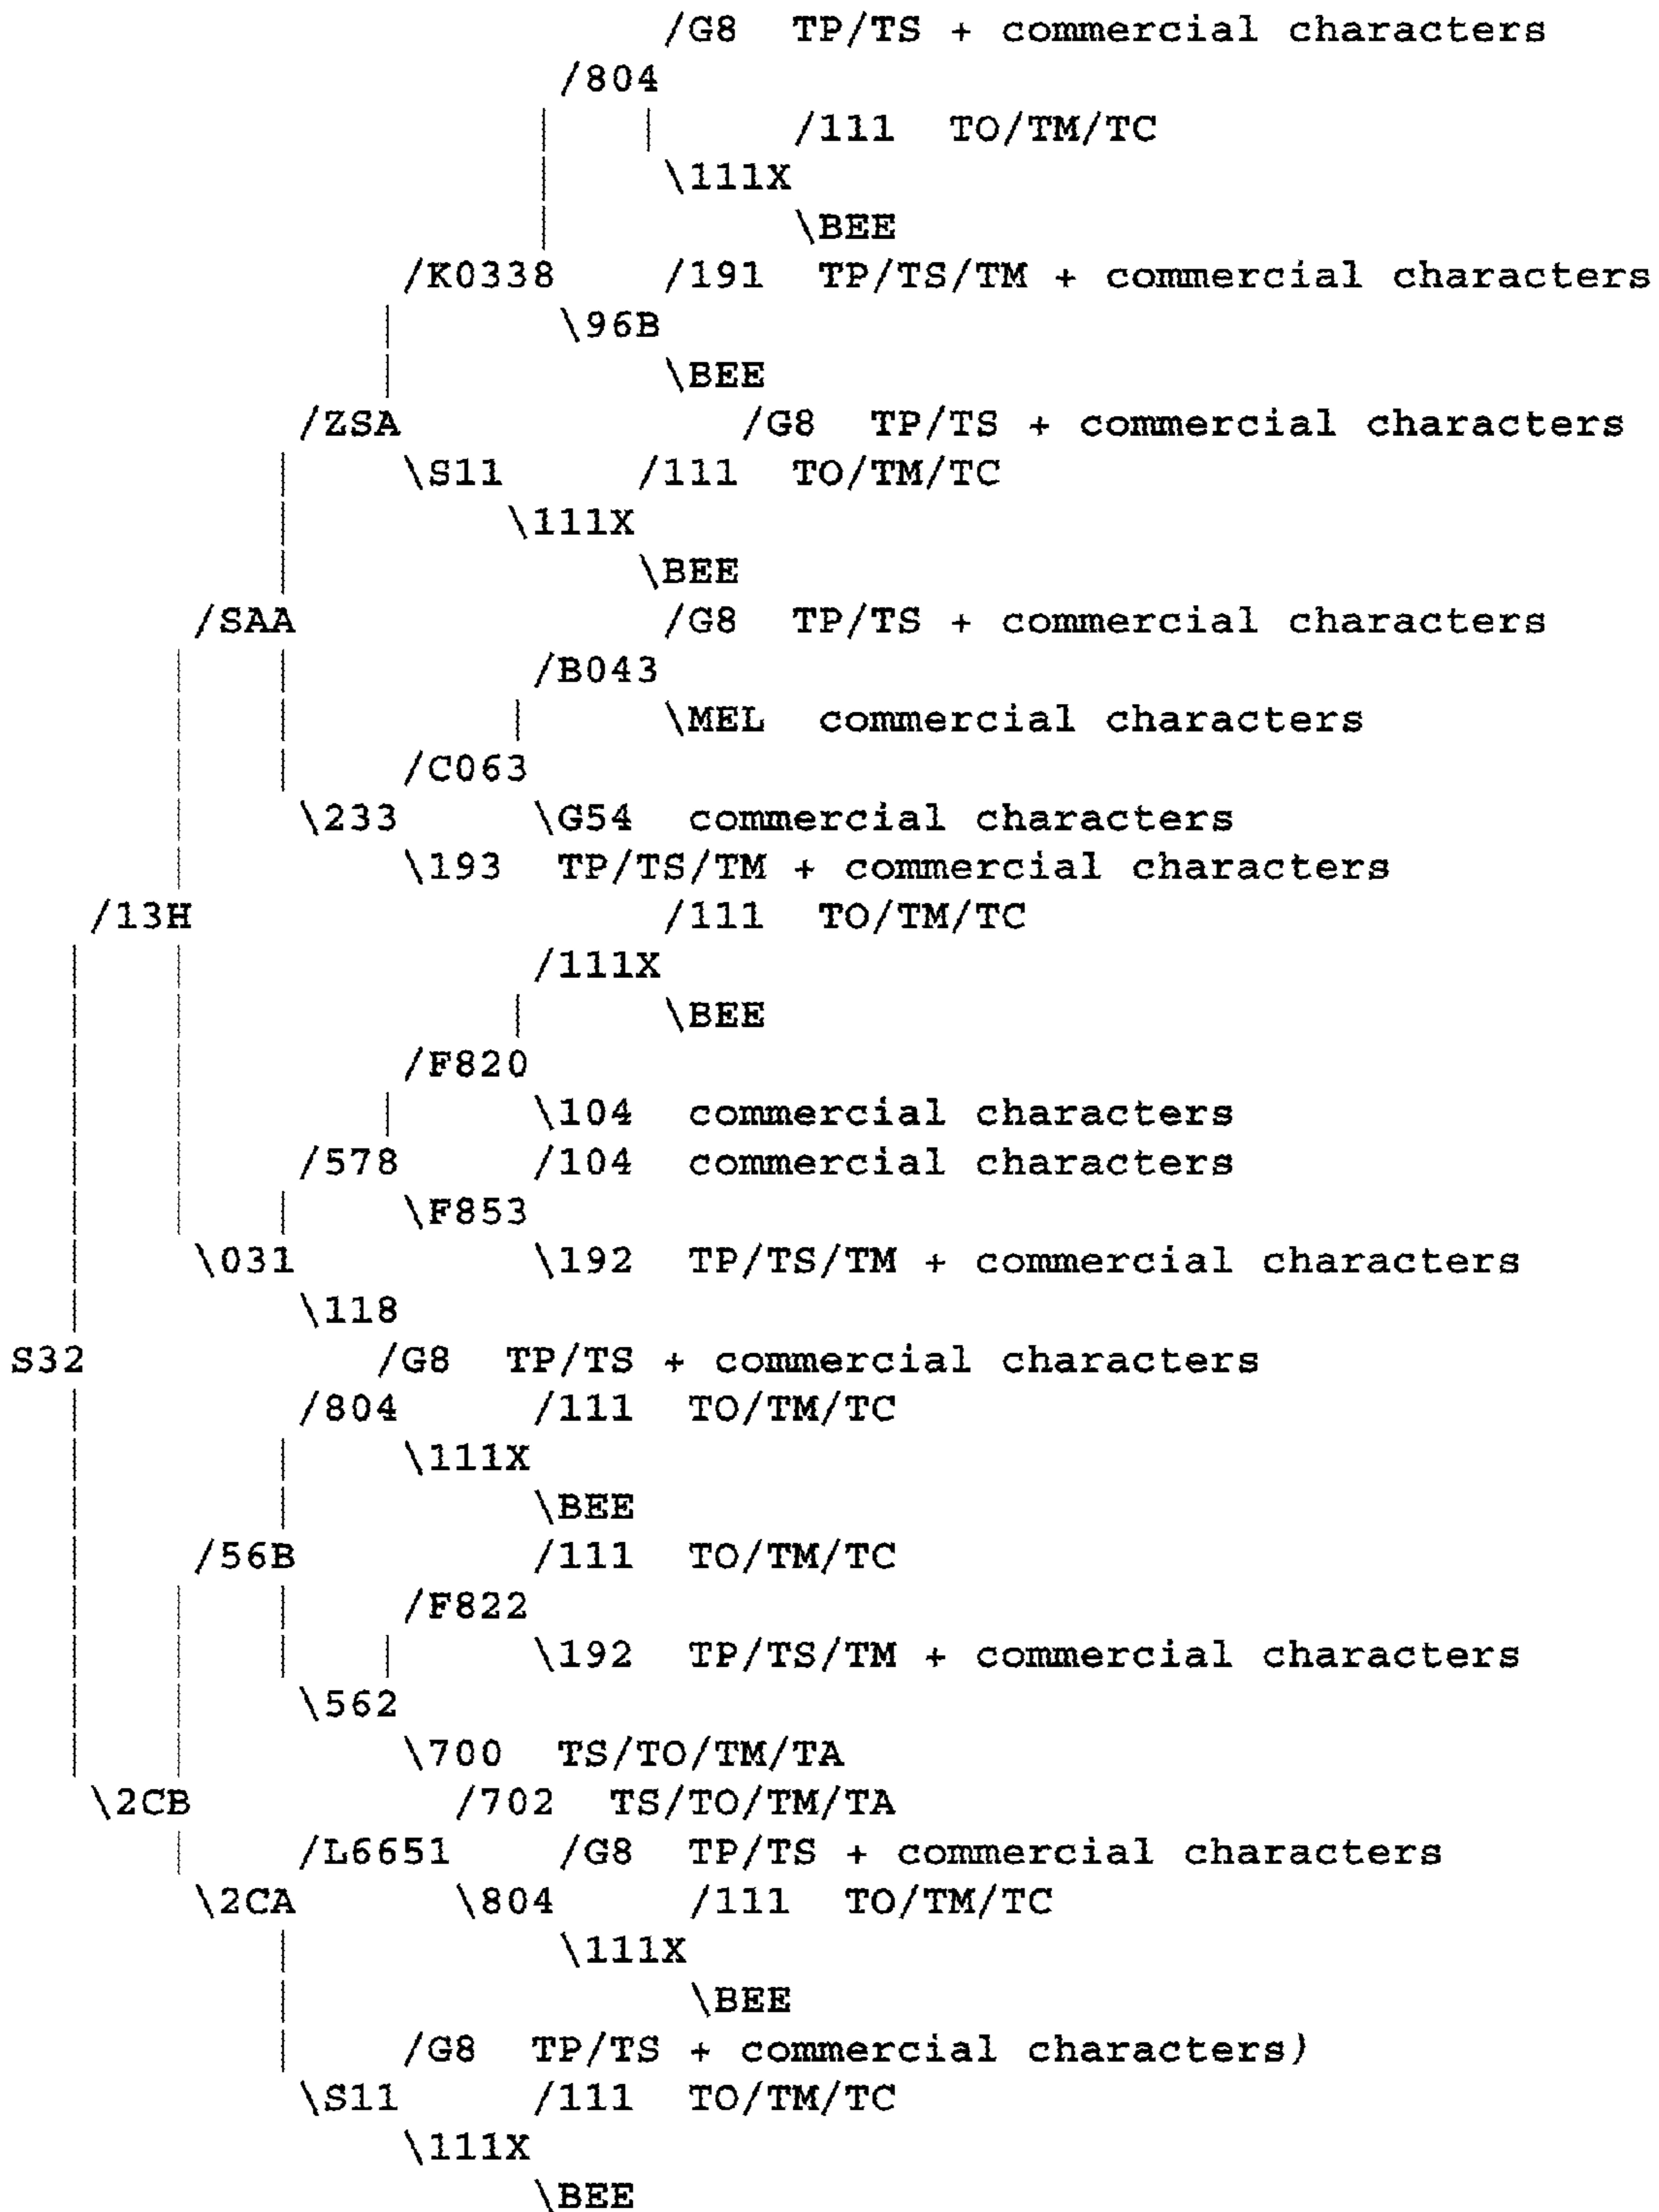 /G8 TP/TS + commercial characters
/804
| | /111 TO/TM/TC
| \111X
| \BEE
/K0338 /191 TP/TS/TM + commercial characters
| \96B
| \BEE
/ZSA /G8 TP/TS + commercial characters
| \S11 /111 TO/TM/TC
| \111X
| \BEE
/SAA /G8 TP/TS + commercial characters
| | /B043
| | | \MEL commercial characters
| | /C063
| \233 \G54 commercial characters
| \193 TP/TS/TM + commercial characters
/13H /111 TO/TM/TC
| | /111X
| | | \BEE
| | /F820
| | | \104 commercial characters
| | /578 /104 commercial characters
| | | \F853
| \031 \192 TP/TS/TM + commercial characters
| \118
S32 /G8 TP/TS + commercial characters
| /804 /111 TO/TM/TC
| | \111X
| | \BEE
| /56B /111 TO/TM/TC
| | | /F822
| | | | \192 TP/TS/TM + commercial characters
| | \562
| | \700 TS/TO/TM/TA
\2CB /702 TS/TO/TM/TA
| /L6651 /G8 TP/TS + commercial characters
\2CA \804 /111 TO/TM/TC
| \111X
| \BEE
| /G8 TP/TS + commercial characters)
\S11 /111 TO/TM/TC
\111X
\BEE